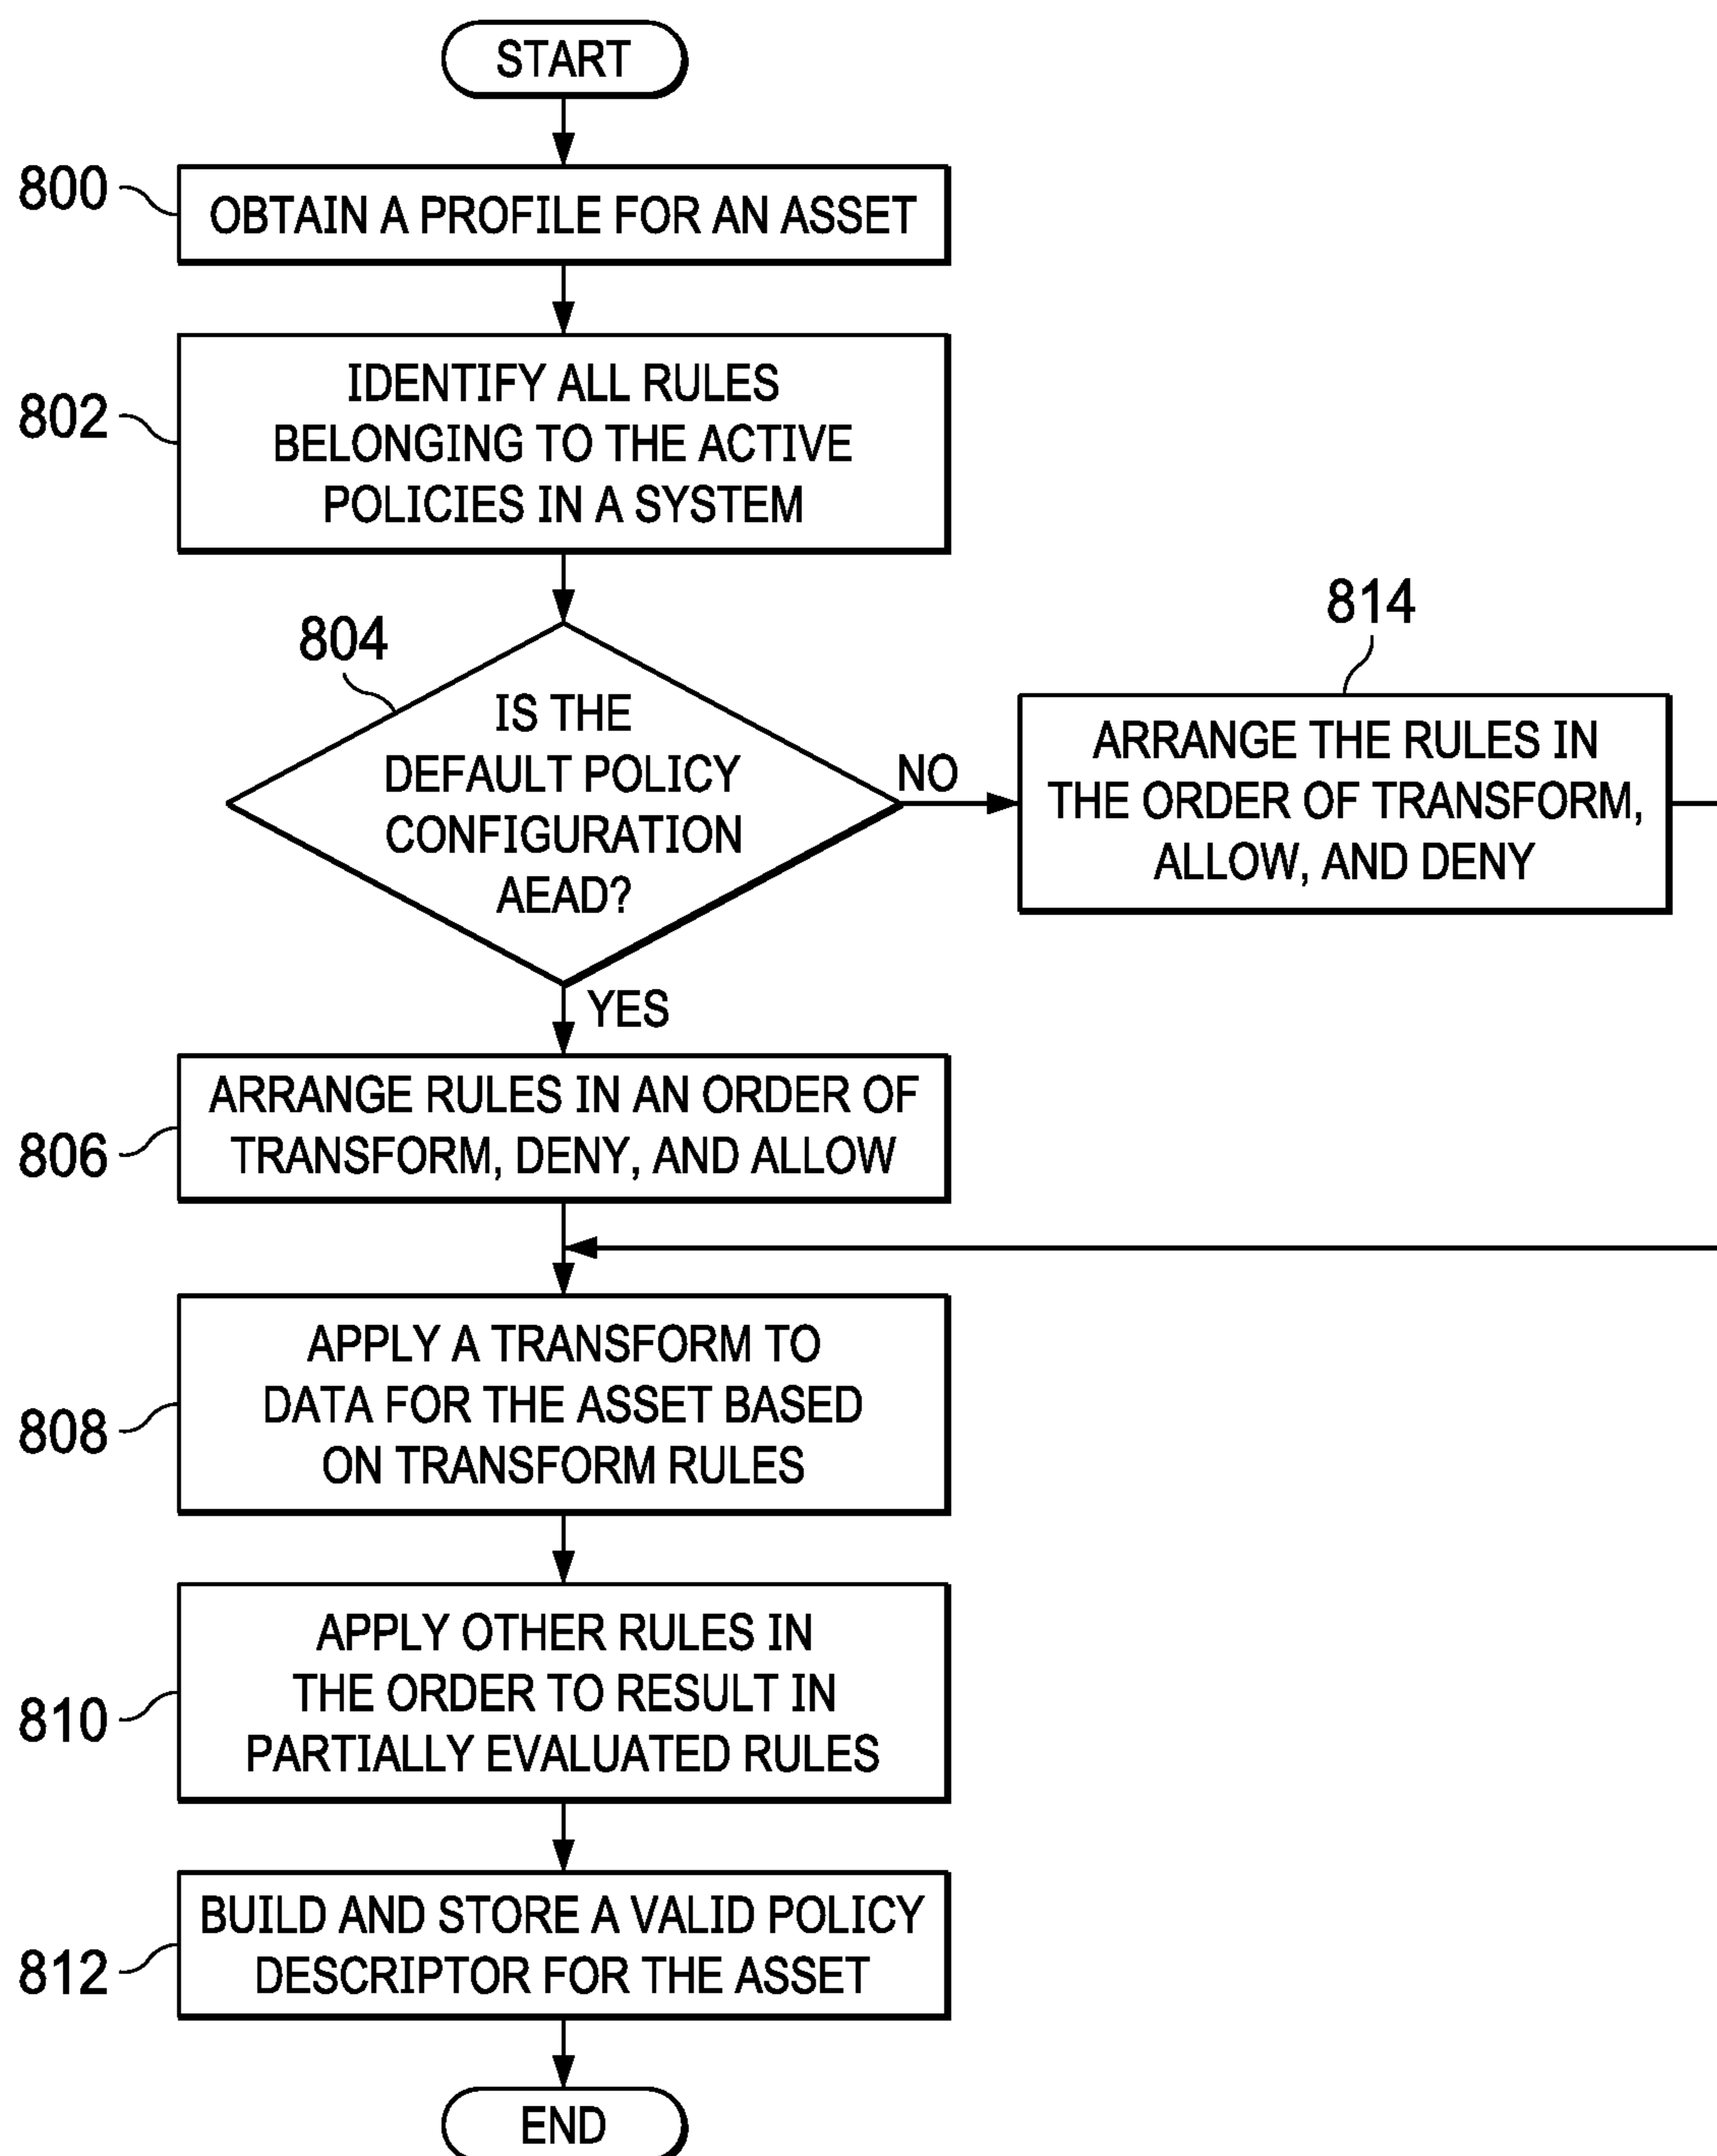 START
800
OBTAIN A PROFILE FOR AN ASSET
802
IDENTIFY ALL RULES
BELONGING TO THE ACTIVE
POLICIES IN A SYSTEM
804
IS THE
DEFAULT POLICY
CONFIGURATION
AEAD?
NO
814
ARRANGE THE RULES IN
THE ORDER OF TRANSFORM,
ALLOW, AND DENY
YES
806
ARRANGE RULES IN AN ORDER OF
TRANSFORM, DENY, AND ALLOW
808
APPLY A TRANSFORM TO
DATA FOR THE ASSET BASED
ON TRANSFORM RULES
810
APPLY OTHER RULES IN
THE ORDER TO RESULT IN
PARTIALLY EVALUATED RULES
812
BUILD AND STORE A VALID POLICY
DESCRIPTOR FOR THE ASSET
END